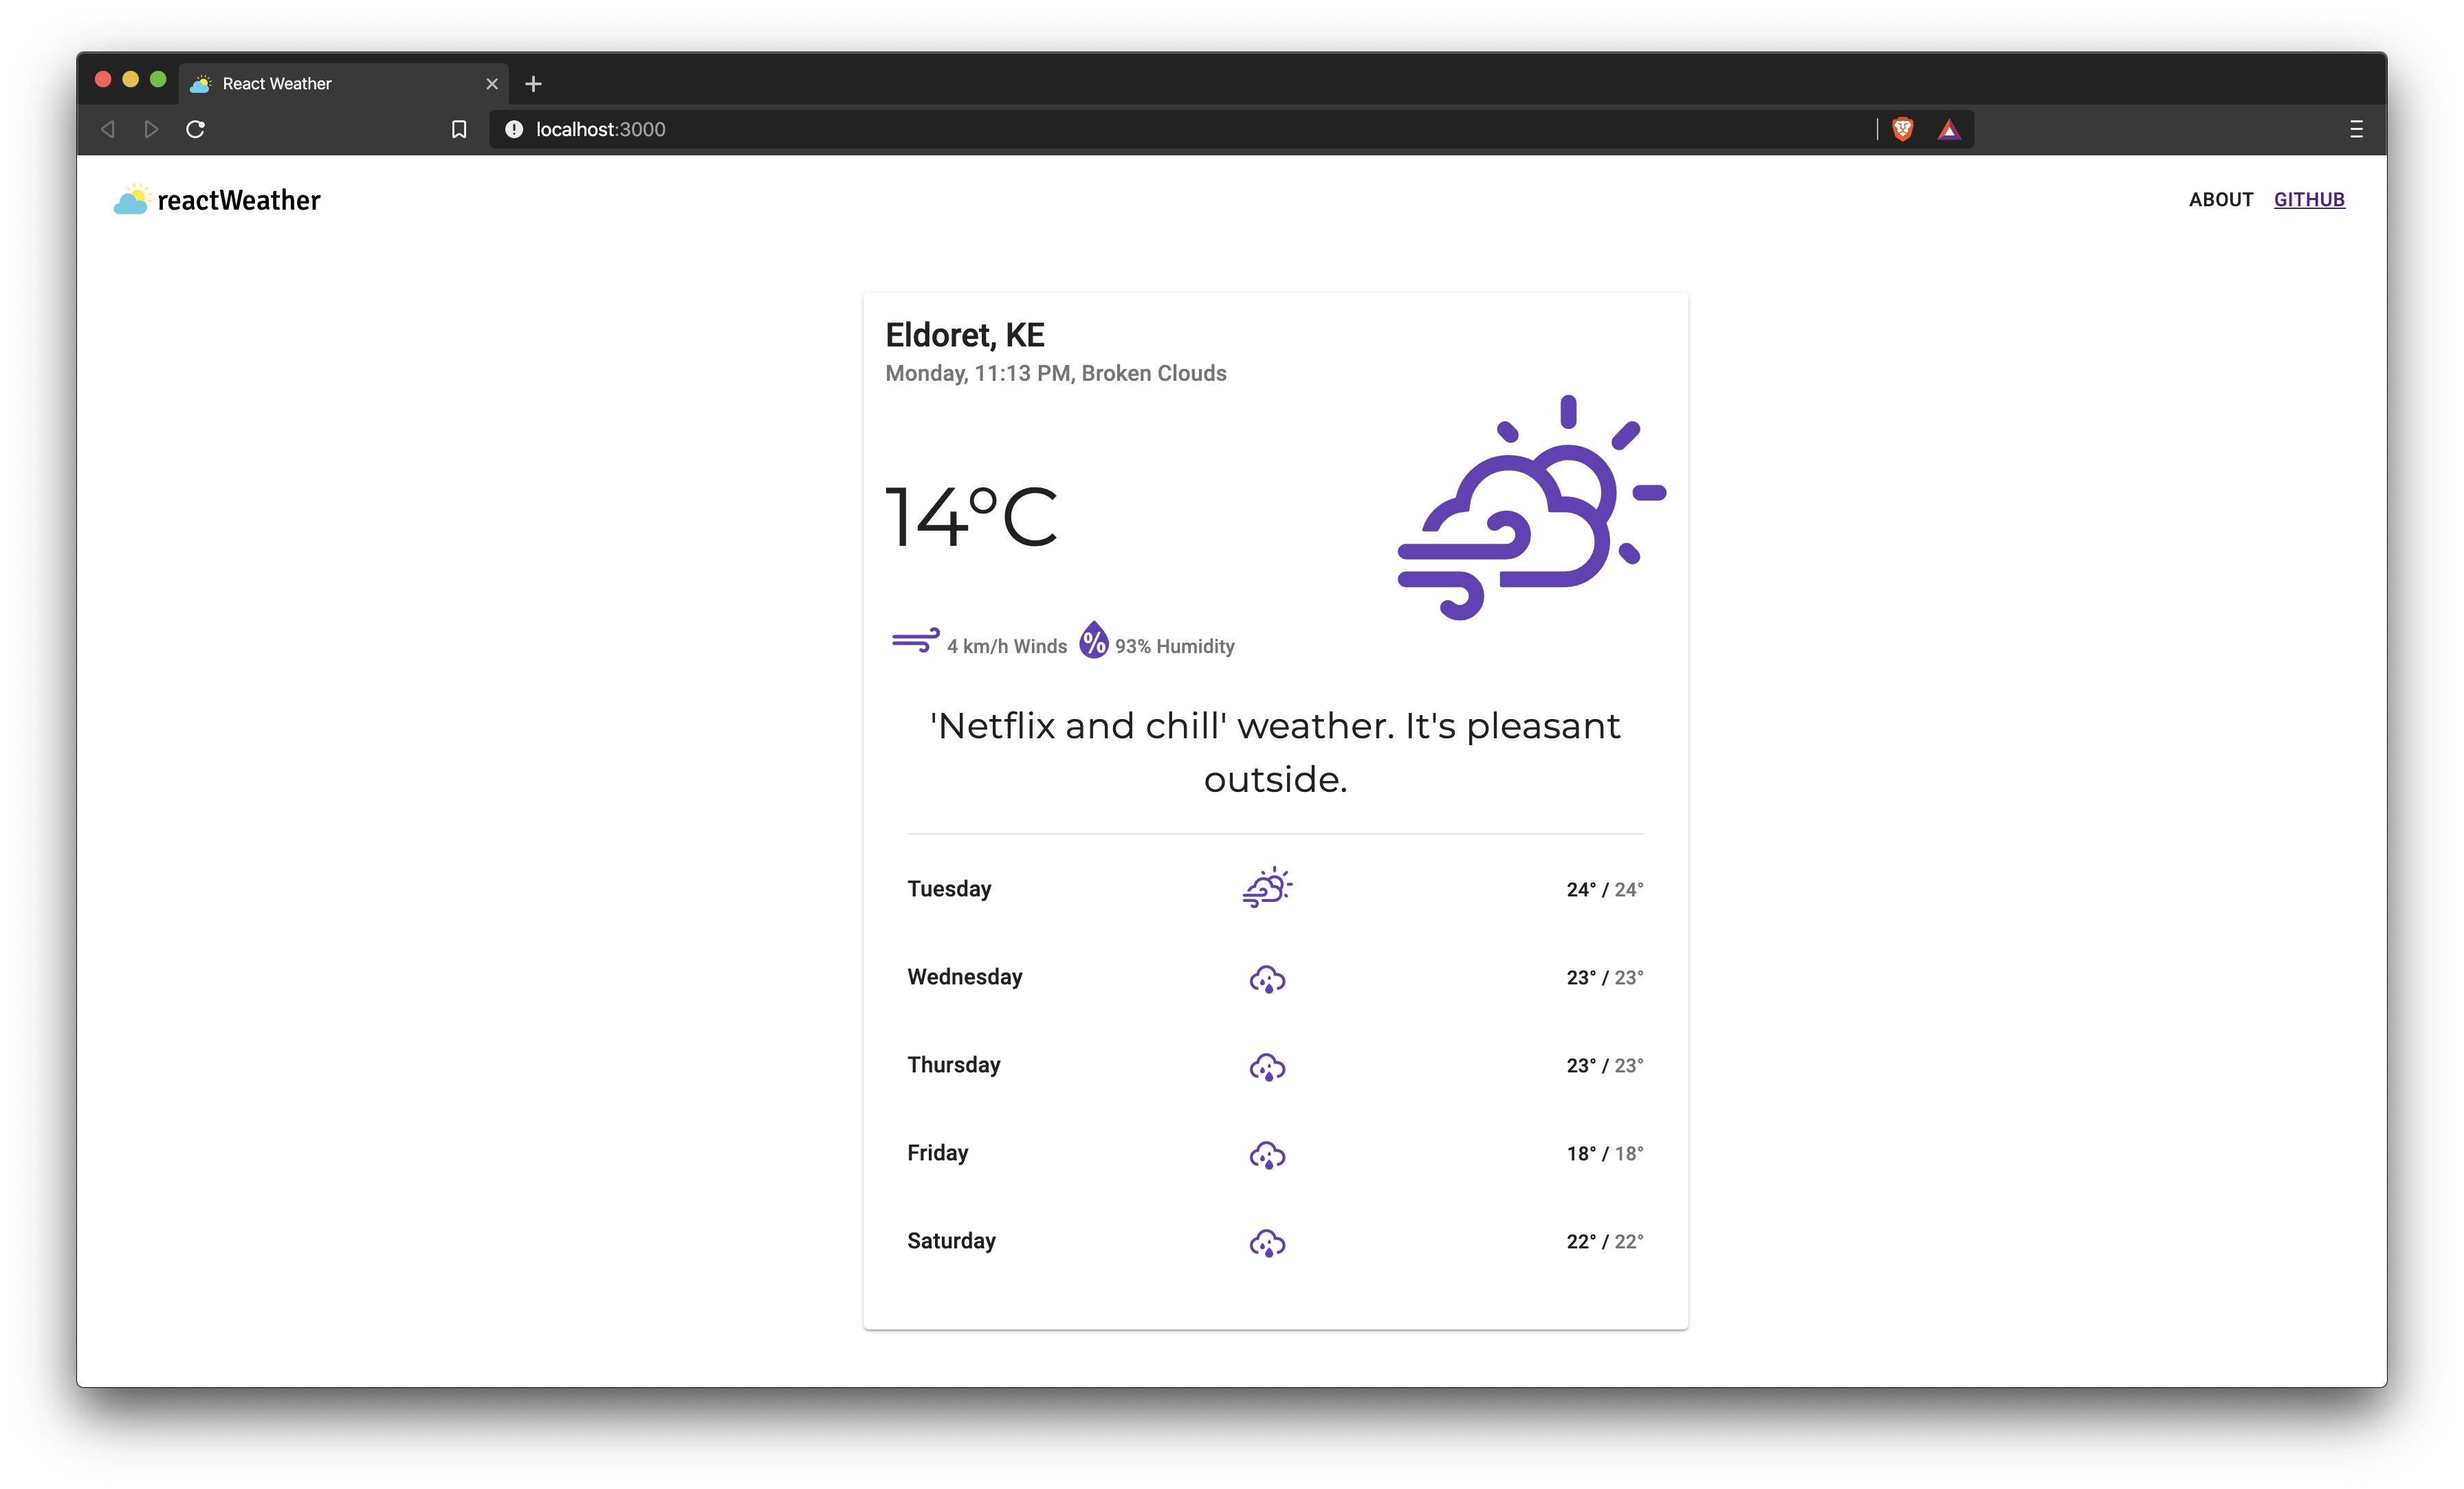 React Weather
localhost:3000
reactWeather
ABOUT GITHUB
Eldoret, KE
Monday, 11:13 PM, Broken Clouds
14°C
4 km/h Winds % 93% Humidity
'Netflix and chill' weather. It's pleasant
outside.
Tuesday 24° / 24°
Wednesday 23° / 23°
Thursday 23° / 23°
Friday 18° / 18°
Saturday 22° / 22°